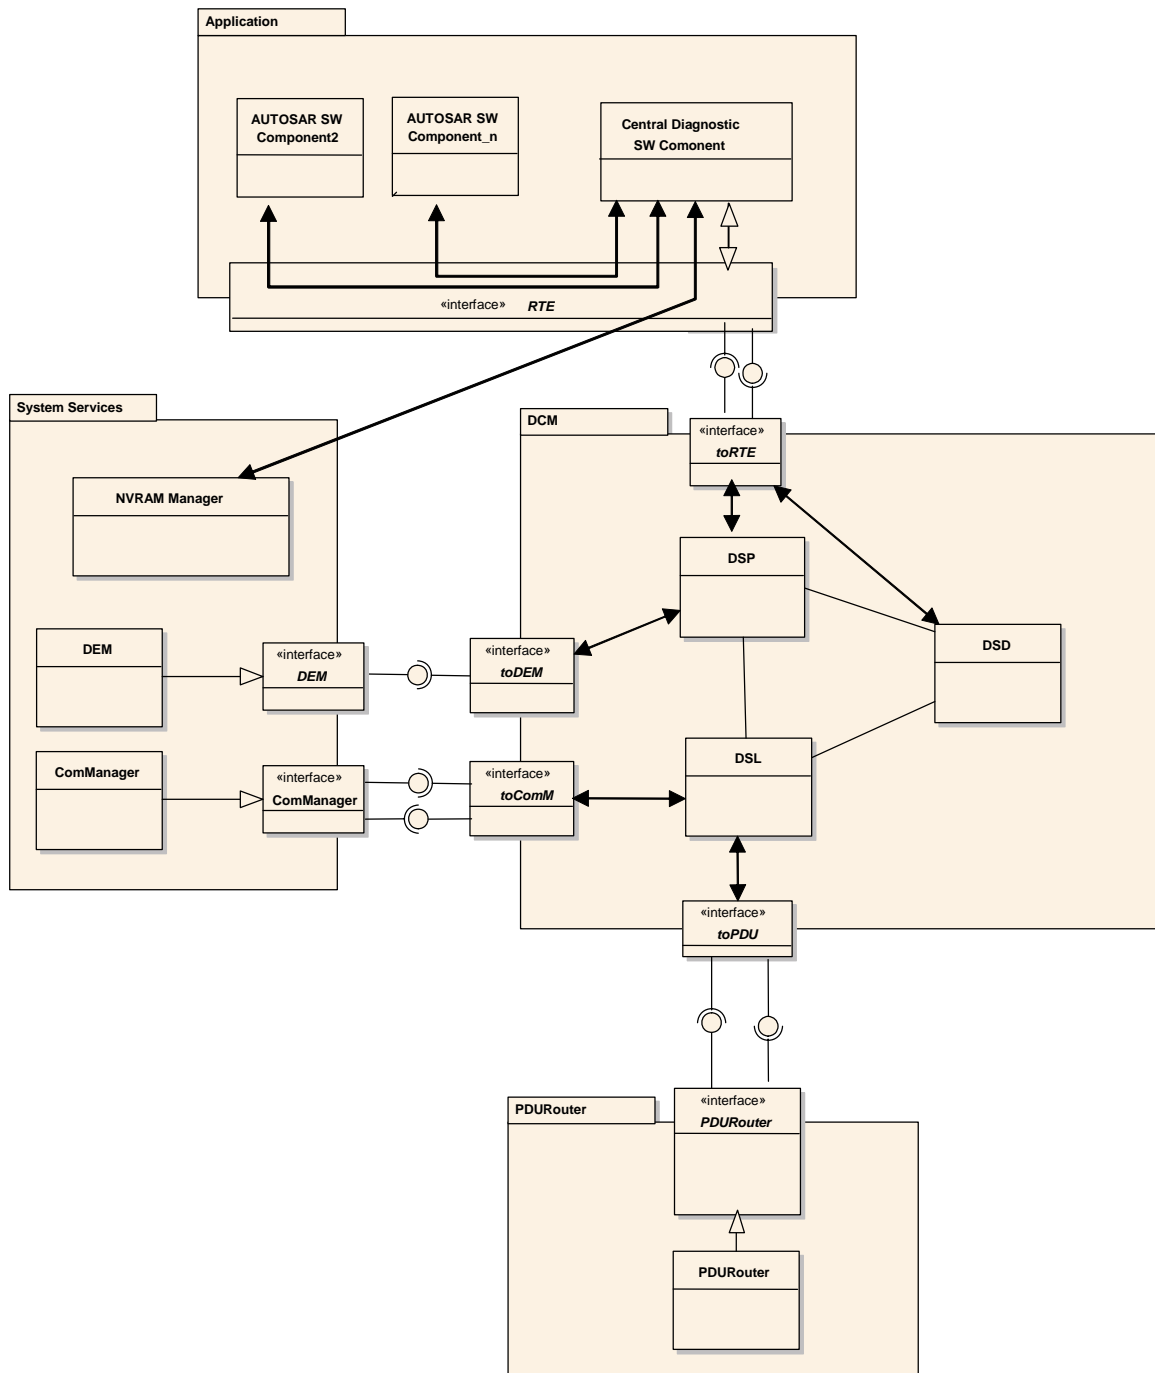 Application
AUTOSAR SW
Component2
AUTOSAR SW
Component_n
Central Diagnostic
SW Comonent
«interface» RTE
System Services
NVRAM Manager
DEM
«interface»
DEM
ComManager
«interface»
ComManager
DCM
«interface»
toRTE
DSP
«interface»
toDEM
DSD
«interface»
toComM
DSL
«interface»
toPDU
PDURouter
«interface»
PDURouter
PDURouter